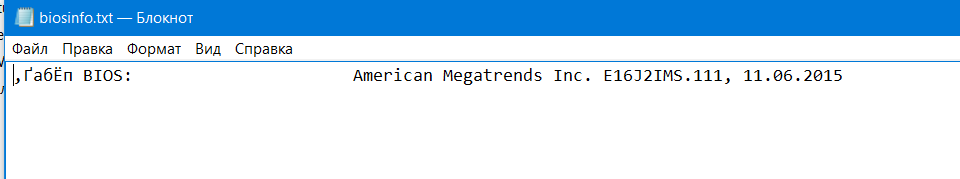 biosinfo.txt — Блокнот
Файл Правка Формат Вид Справка
‚ҐабЁп BIOS: American Megatrends Inc. E16J2IMS.111, 11.06.2015